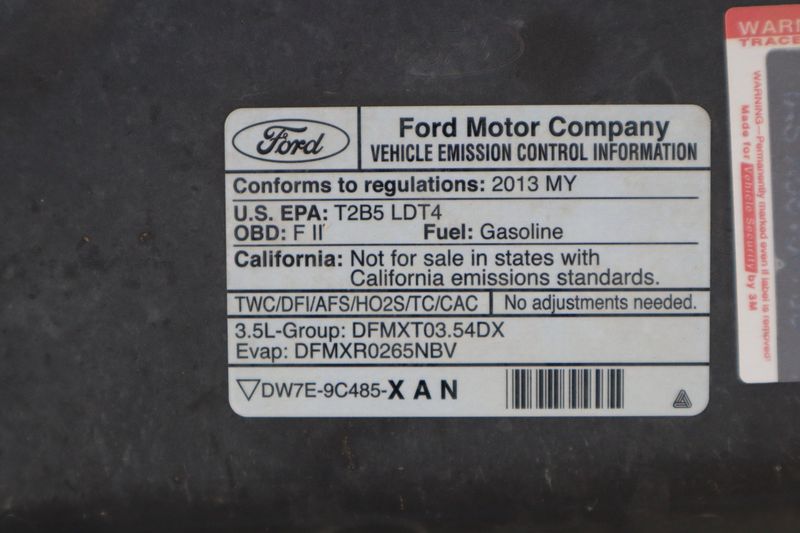 Ford
Ford Motor Company
VEHICLE EMISSION CONTROL INFORMATION
Conforms to regulations: 2013 MY
U.S. EPA: T2B5 LDT4
OBD: F II Fuel: Gasoline
California: Not for sale in states with
California emissions standards.
TWC/DFI/AFS/HO2S/TC/CAC No adjustments needed.
3.5L-Group: DFMXT03.54DX
Evap: DFMXR0265NBV
DW7E-9C485-XAN
WARN
TRACE
WARNING-Permanently marked even if label is removed
Made for Vehicle Security by 3M